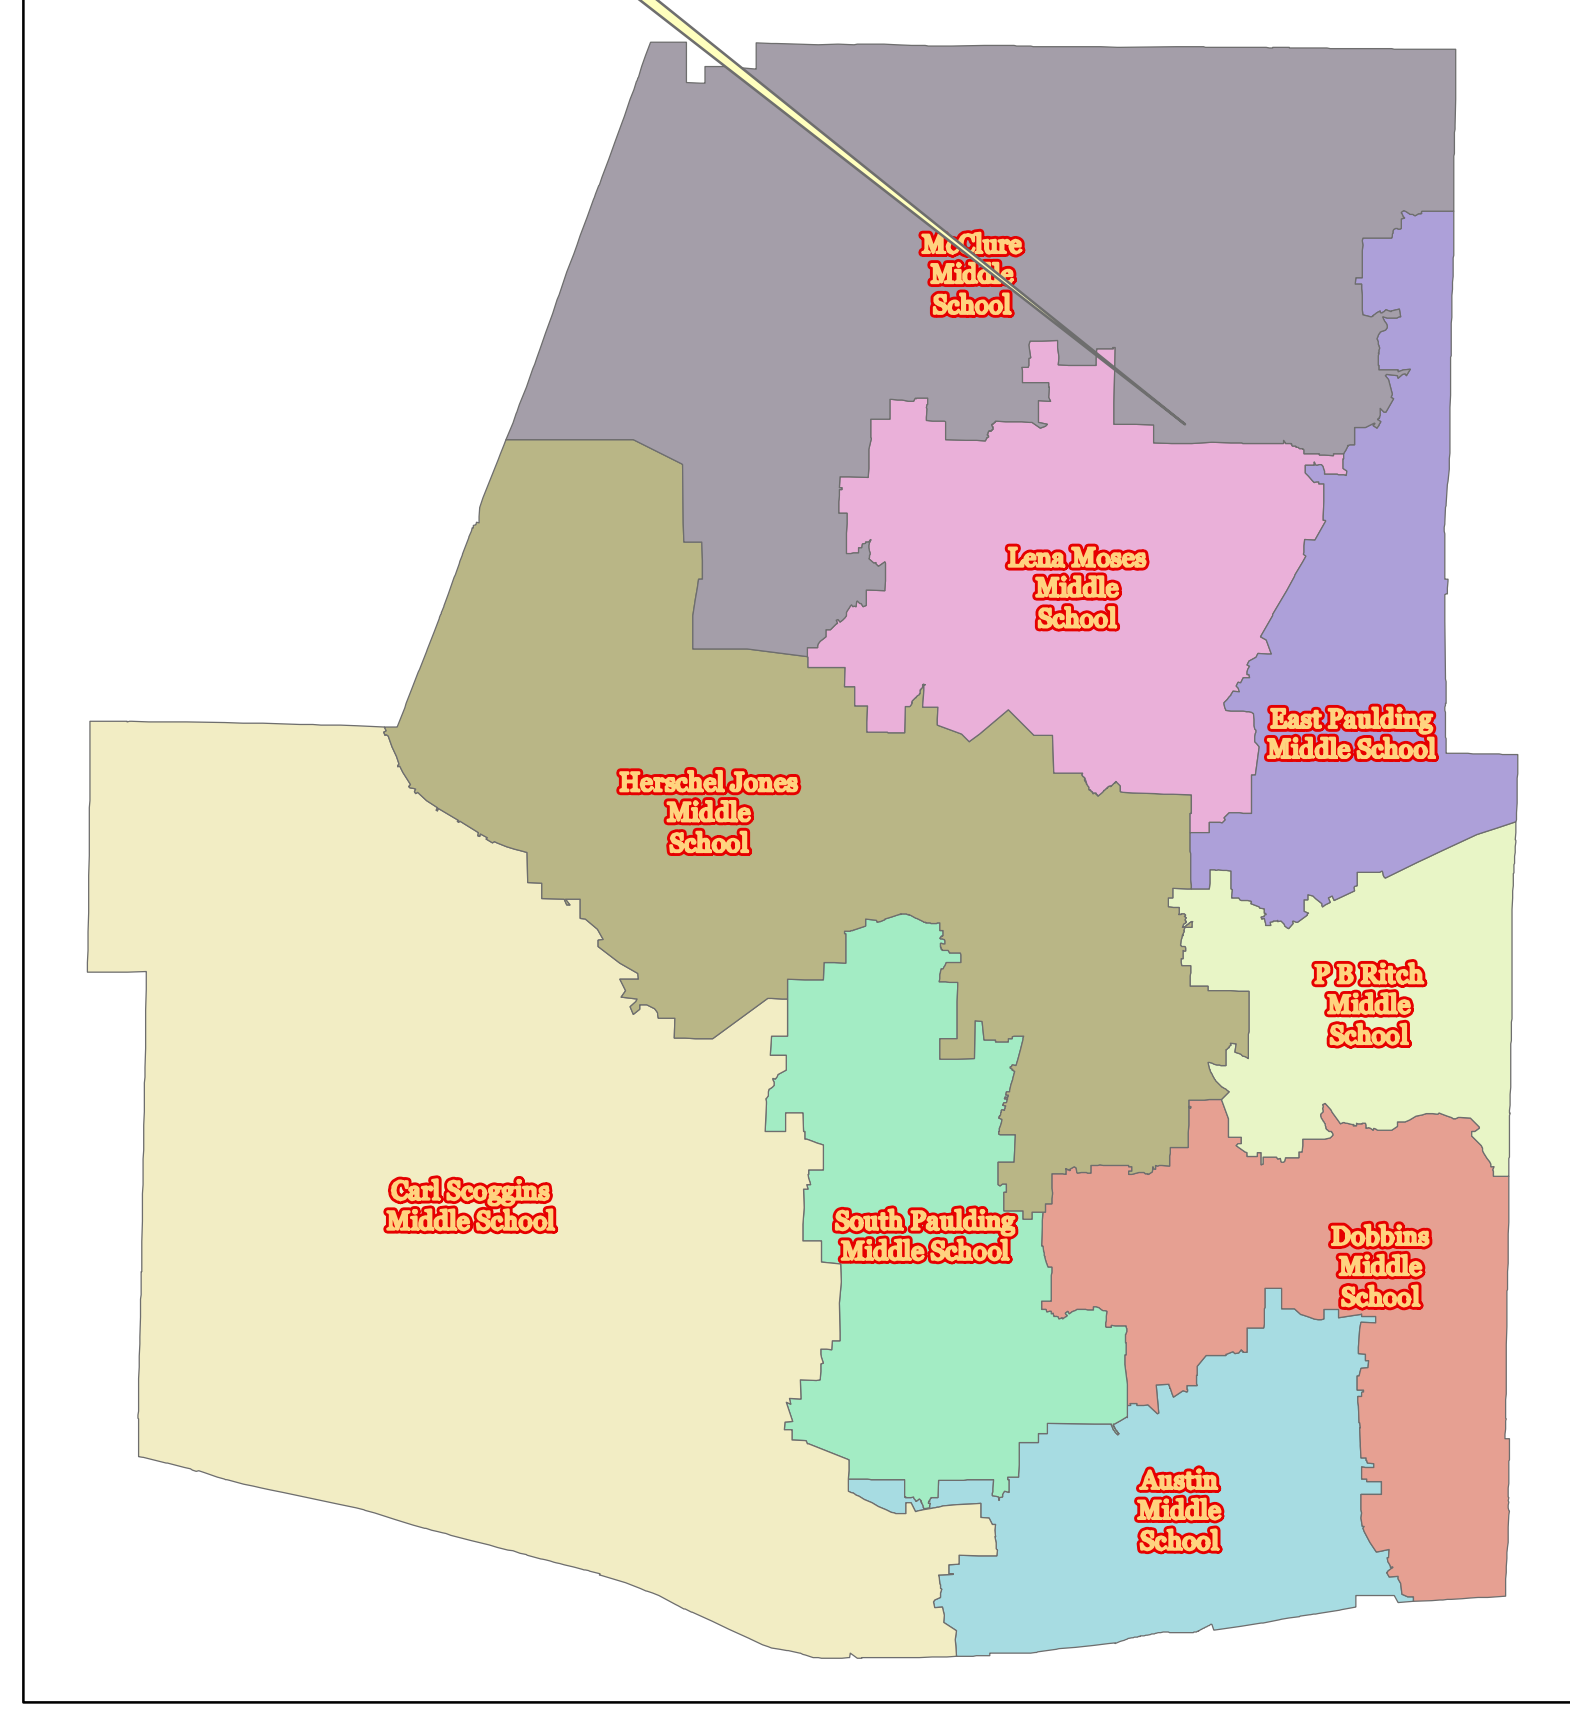 McClure
Middle
School
Lena Moses
Middle
School
East Paulding
Middle School
Herschel Jones
Middle
School
P B Ritch
Middle
School
Carl Scoggins
Middle School
South Paulding
Middle School
Dobbins
Middle
School
Austin
Middle
School